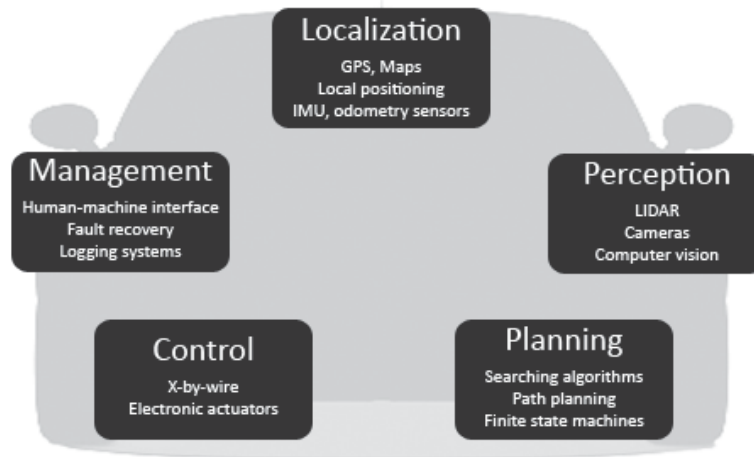 Localization
GPS, Maps
Local positioning
IMU, odometry sensors
Management
Human-machine interface
Fault recovery
Logging systems
Perception
LIDAR
Cameras
Computer vision
Control
X-by-wire
Electronic actuators
Planning
Searching algorithms
Path planning
Finite state machines